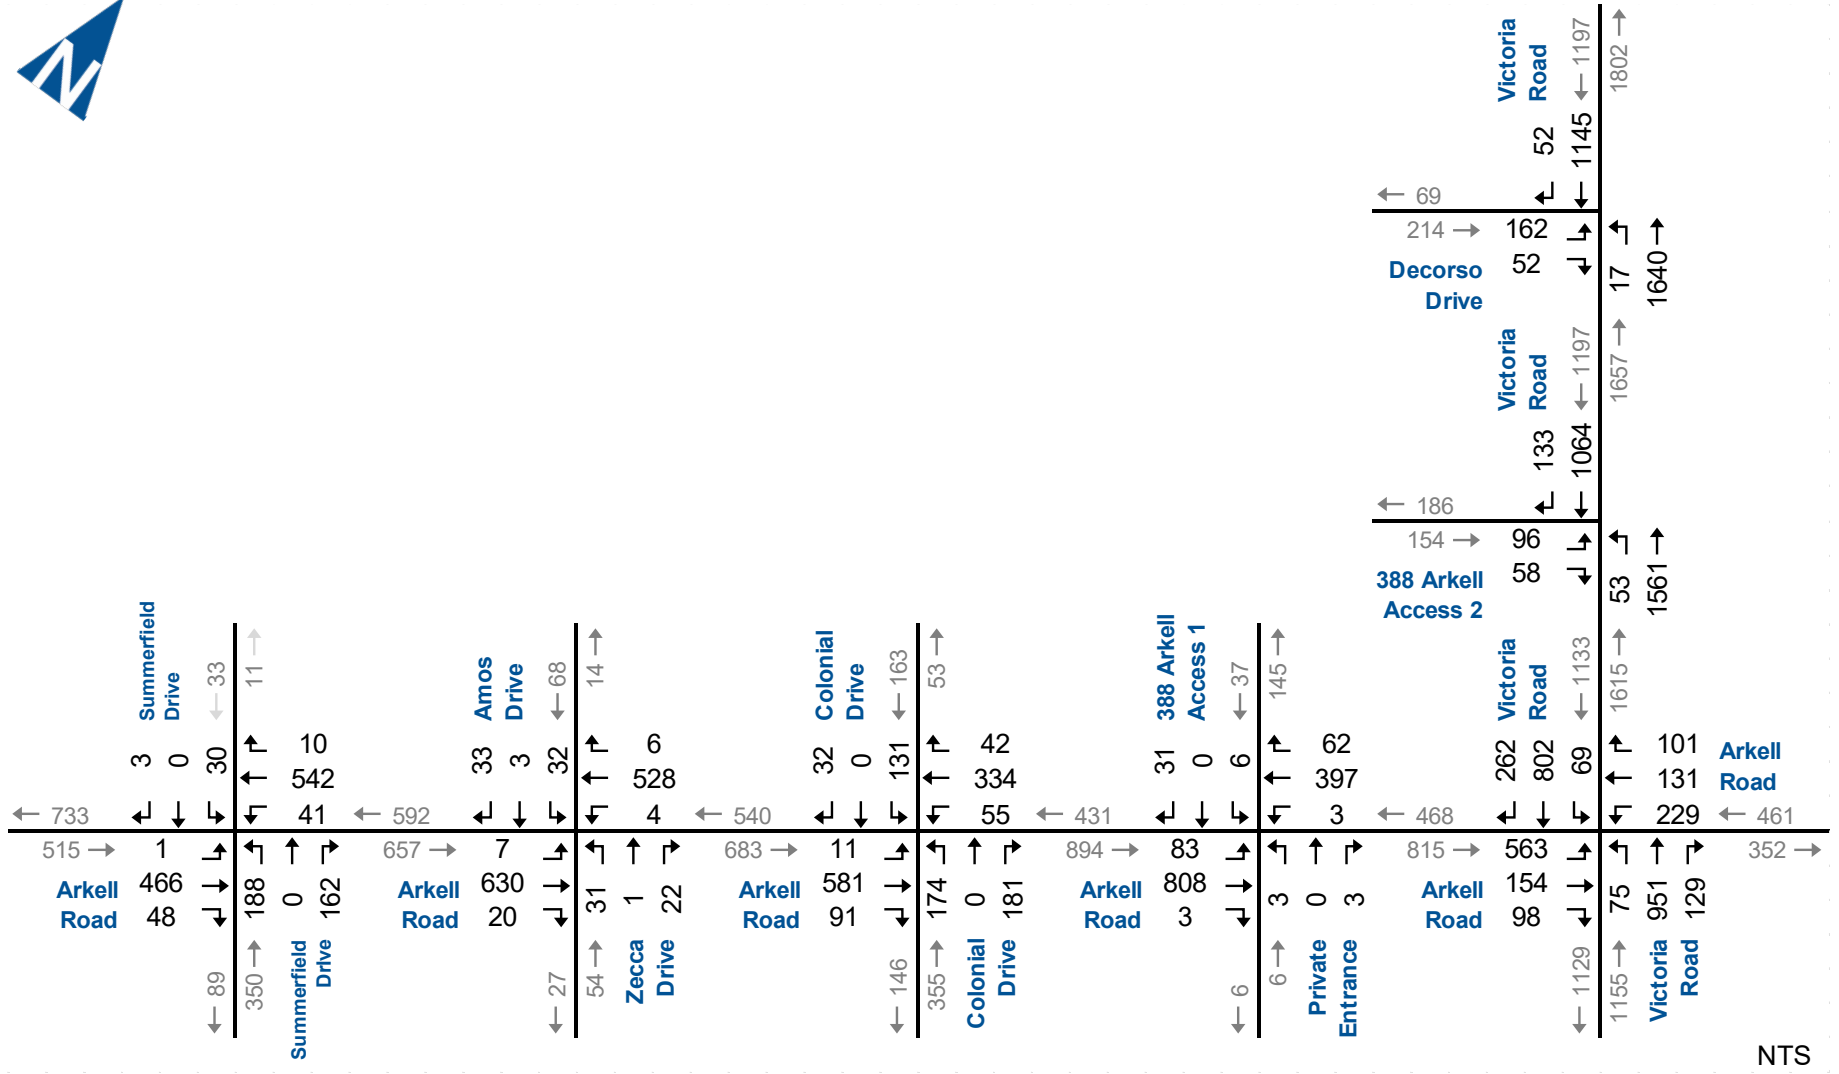 N
Victoria
Road
1197
1802
52
1145
69
214
162
52
Decorso
Drive
17
1640
Victoria
Road
1197
1657
133
1064
186
154
96
58
388 Arkell
Access 2
53
1561
Summerfield
Drive
33
11
3
0
30
10
542
41
733
515
1
466
48
Arkell
Road
188
0
162
89
350
Summerfield
Drive
Amos
Drive
68
14
33
3
32
6
528
4
592
657
7
630
20
Arkell
Road
31
1
22
27
54
Zecca
Drive
Colonial
Drive
163
53
32
0
131
42
334
55
540
683
11
581
91
Arkell
Road
174
0
181
146
355
Colonial
Drive
388 Arkell
Access 1
37
145
31
0
6
62
397
3
431
894
83
808
3
Arkell
Road
3
0
3
6
6
Private
Entrance
Victoria
Road
1133
1615
262
802
69
101
131
229
Arkell
Road
468
461
815
563
154
98
Arkell
Road
75
951
129
352
1129
1155
Victoria
Road
NTS